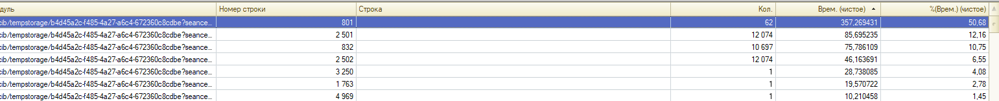 дуль Номер строки Строка Кол. Врем. (чистое) %(Врем.) (чистое)
cib/tempstorage/b4d45a2c-f485-4a27-a6c4-672360c8cdbe?seance... 801 62 357,269431 50,68
cib/tempstorage/b4d45a2c-f485-4a27-a6c4-672360c8cdbe?seance... 2 501 12 074 85,695235 12,16
cib/tempstorage/b4d45a2c-f485-4a27-a6c4-672360c8cdbe?seance... 832 10 697 75,786109 10,75
cib/tempstorage/b4d45a2c-f485-4a27-a6c4-672360c8cdbe?seance... 2 502 12 074 46,163691 6,55
cib/tempstorage/b4d45a2c-f485-4a27-a6c4-672360c8cdbe?seance... 3 250 1 28,738085 4,08
cib/tempstorage/b4d45a2c-f485-4a27-a6c4-672360c8cdbe?seance... 1 763 1 19,570722 2,78
cib/tempstorage/b4d45a2c-f485-4a27-a6c4-672360c8cdbe?seance... 4 969 1 10,210458 1,45